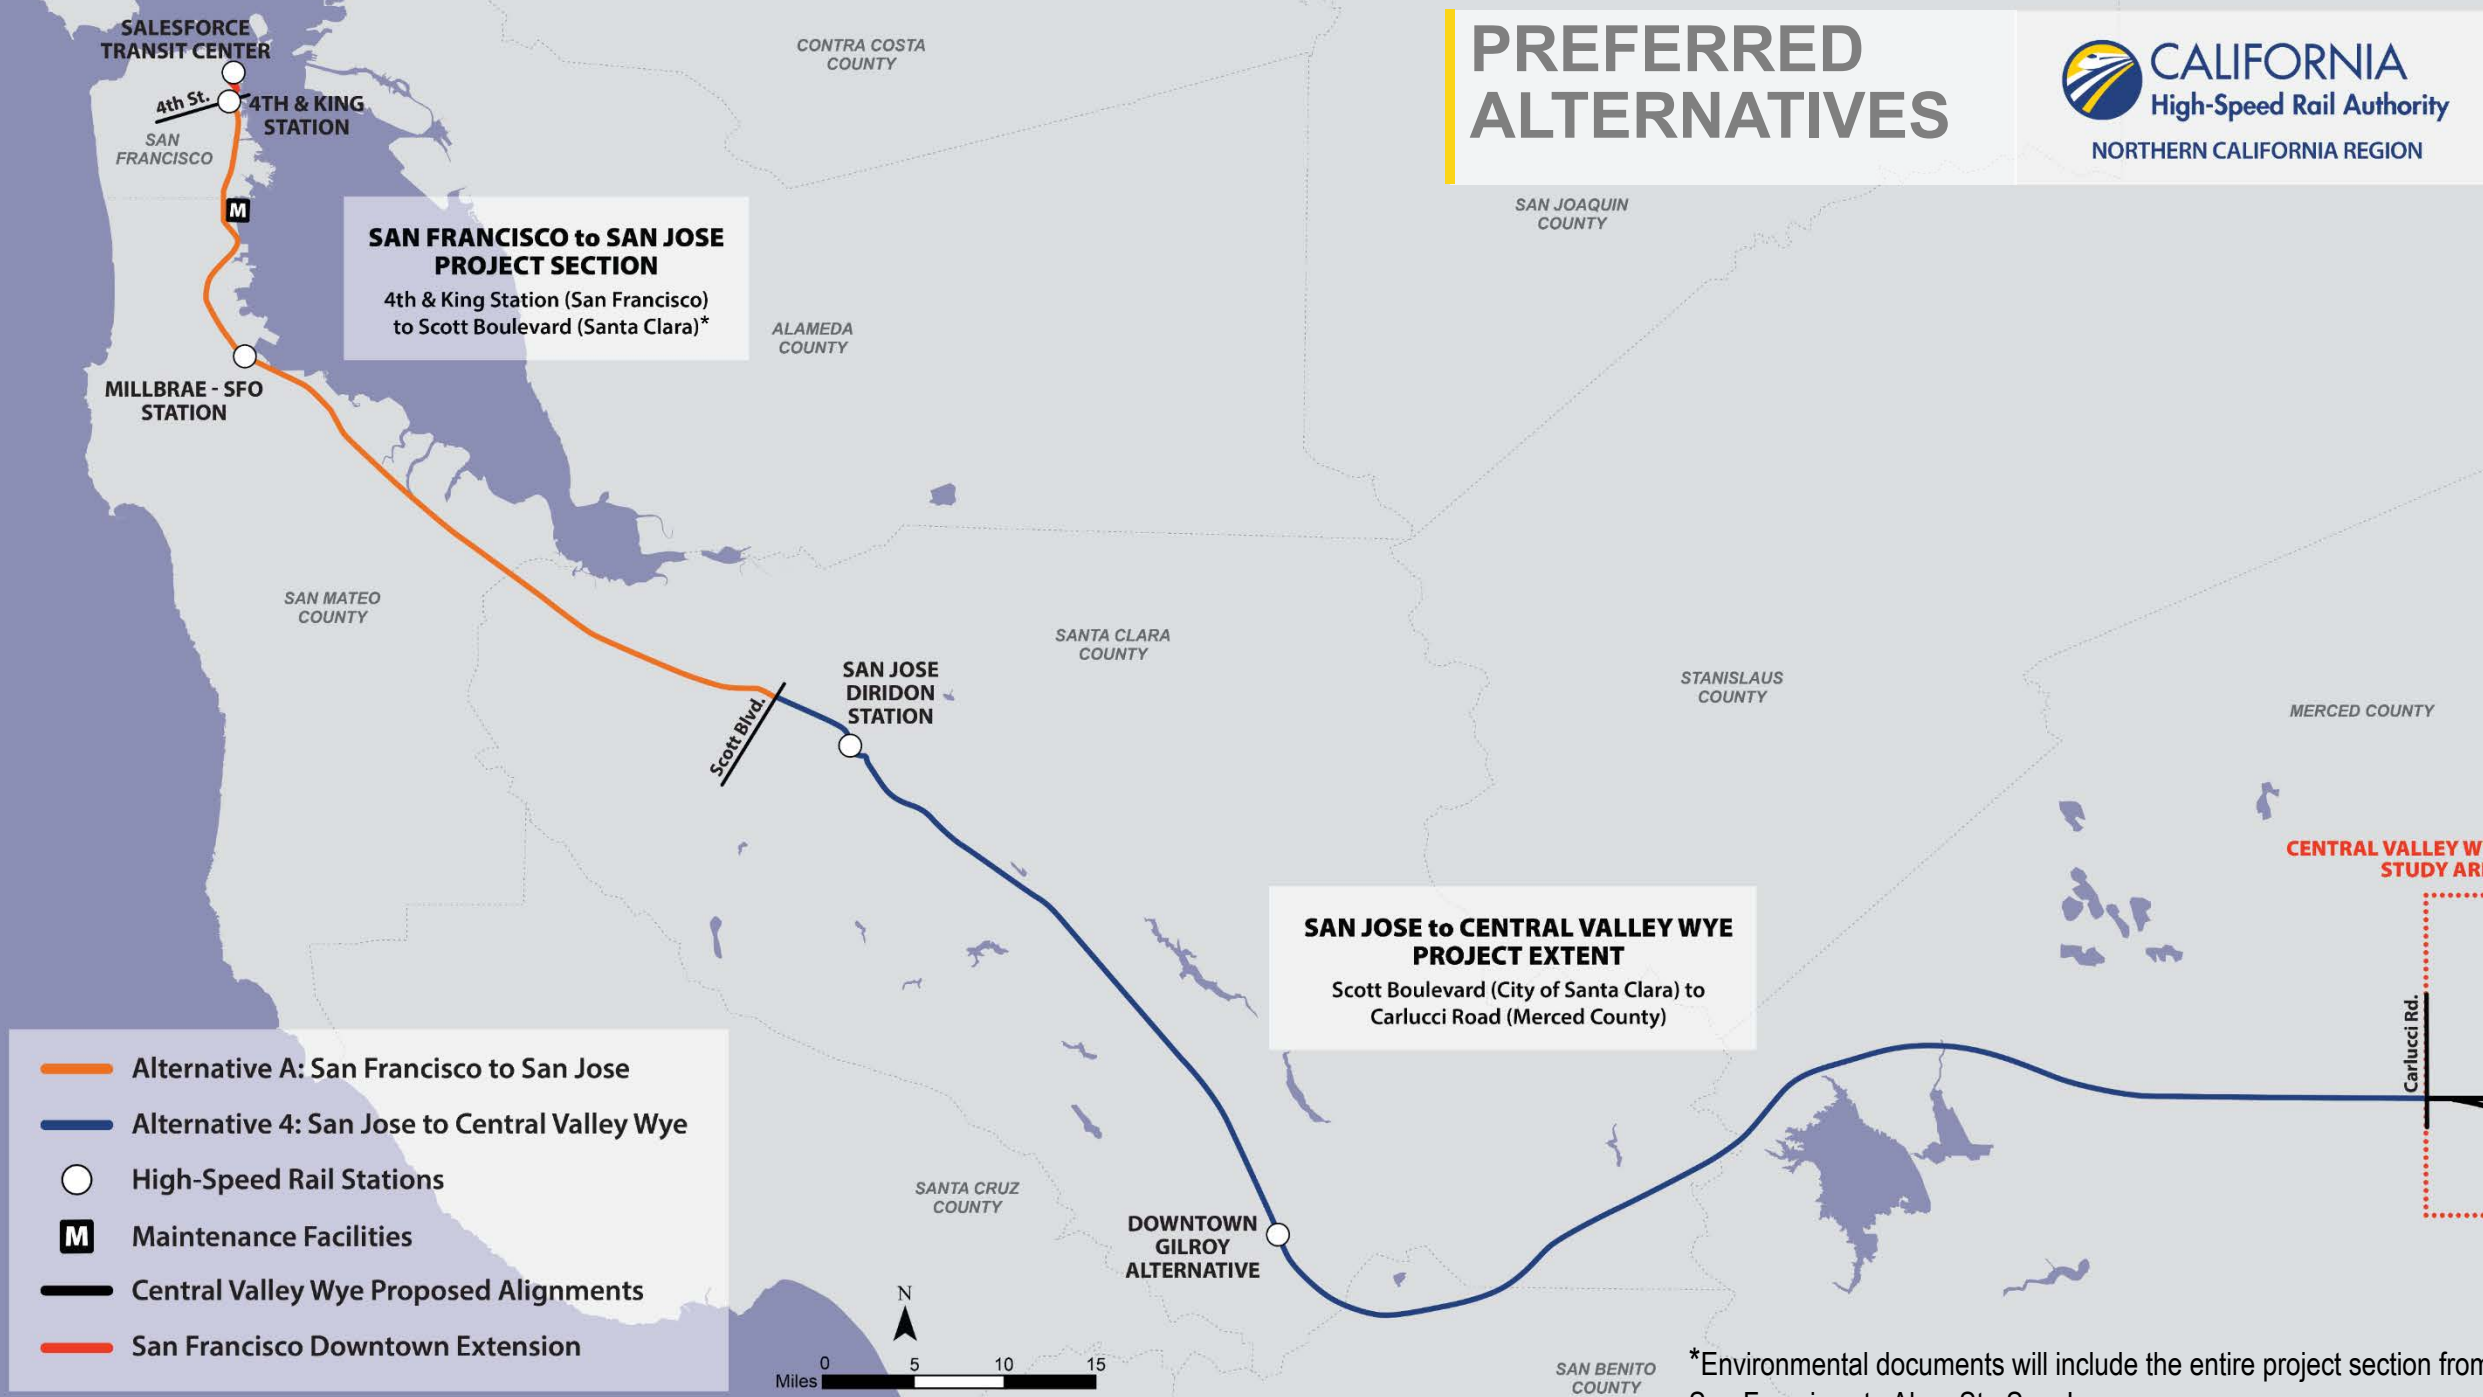 PREFERRED
ALTERNATIVES
CALIFORNIA
High-Speed Rail Authority
NORTHERN CALIFORNIA REGION
SALESFORCE
TRANSIT CENTER
4th St.
4TH & KING
STATION
SAN
FRANCISCO
M
CONTRA COSTA
COUNTY
SAN JOAQUIN
COUNTY
SAN FRANCISCO to SAN JOSE
PROJECT SECTION
4th & King Station (San Francisco)
to Scott Boulevard (Santa Clara)*
ALAMEDA
COUNTY
MILLBRAE - SFO
STATION
SAN MATEO
COUNTY
SANTA CLARA
COUNTY
SAN JOSE
DIRIDON
STATION
Scott Blvd.
STANISLAUS
COUNTY
MERCED COUNTY
CENTRAL VALLEY
STUDY
SAN JOSE to CENTRAL VALLEY WYE
PROJECT EXTENT
Scott Boulevard (City of Santa Clara) to
Carlucci Road (Merced County)
Carlucci Rd.
Alternative A: San Francisco to San Jose
Alternative 4: San Jose to Central Valley Wye
High-Speed Rail Stations
M Maintenance Facilities
Central Valley Wye Proposed Alignments
San Francisco Downtown Extension
SANTA CRUZ
COUNTY
DOWNTOWN
GILROY
ALTERNATIVE
N
0 5 10 15
Miles
SAN BENITO
COUNTY
*Environmental documents will include the entire project section from